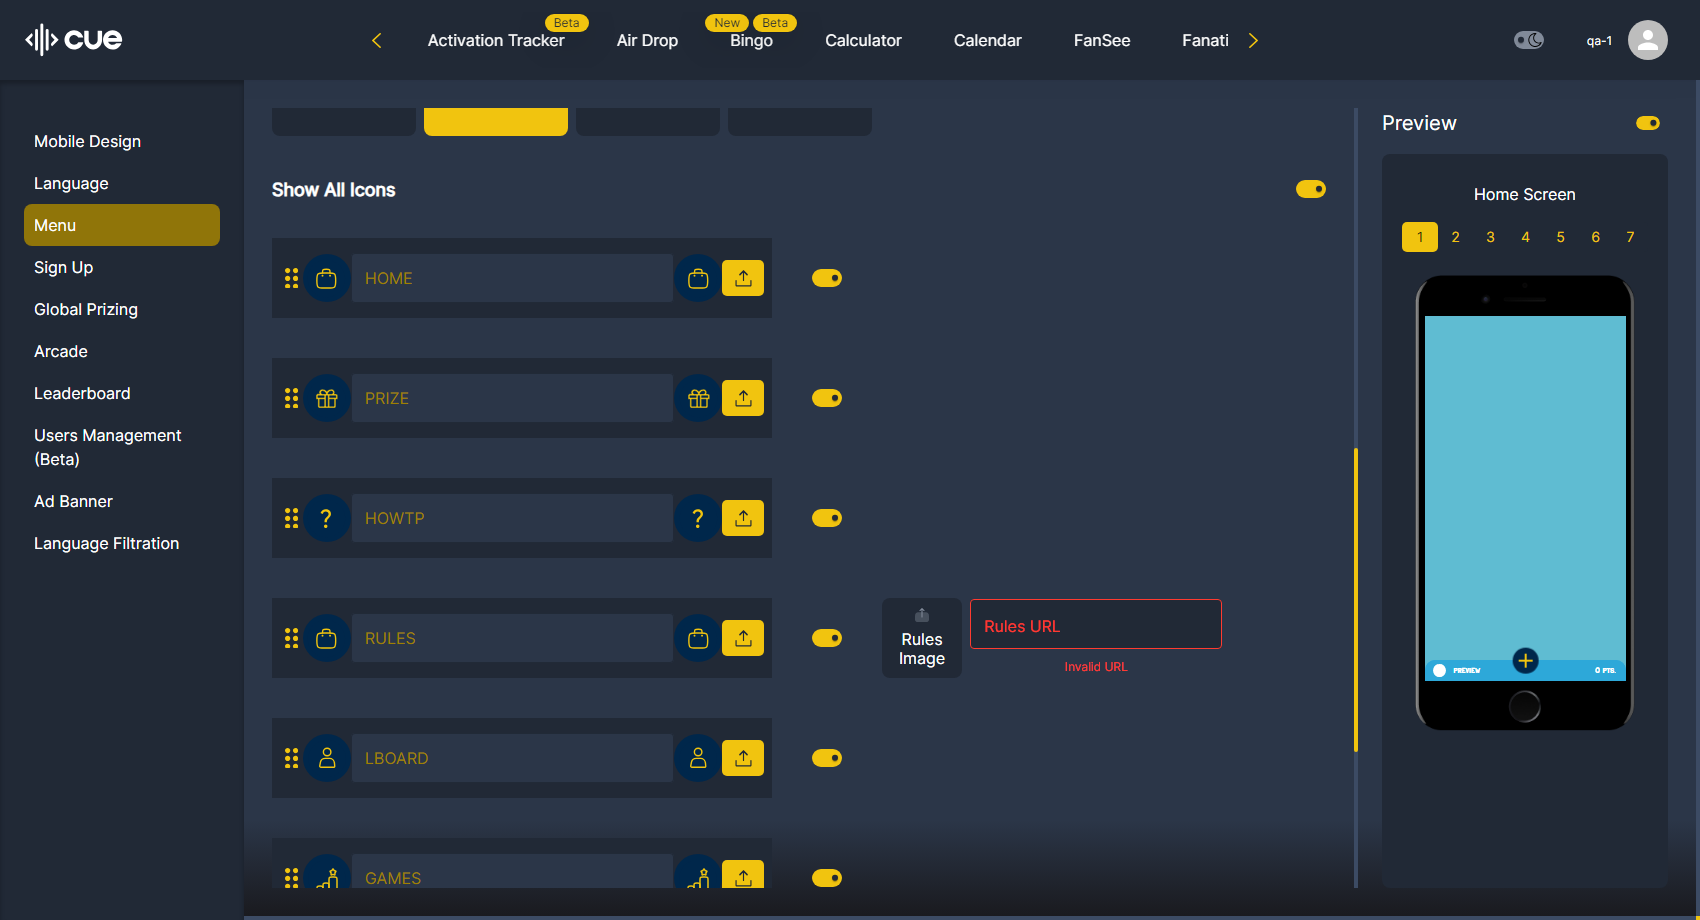 cue
Beta
New
Beta
Activation Tracker
Air Drop
Bingo
Calculator
Calendar
FanSee
Fanati
qa-1
Mobile Design
Language
Menu
Sign Up
Global Prizing
Arcade
Leaderboard
Users Management
(Beta)
Ad Banner
Language Filtration
Show All Icons
HOME
PRIZE
?
HOWTP
?
RULES
Rules
Image
Rules URL
Invalid URL
LBOARD
GAMES
Preview
Home Screen
1 2 3 4 5 6 7
PREVIEW
0 PTS.